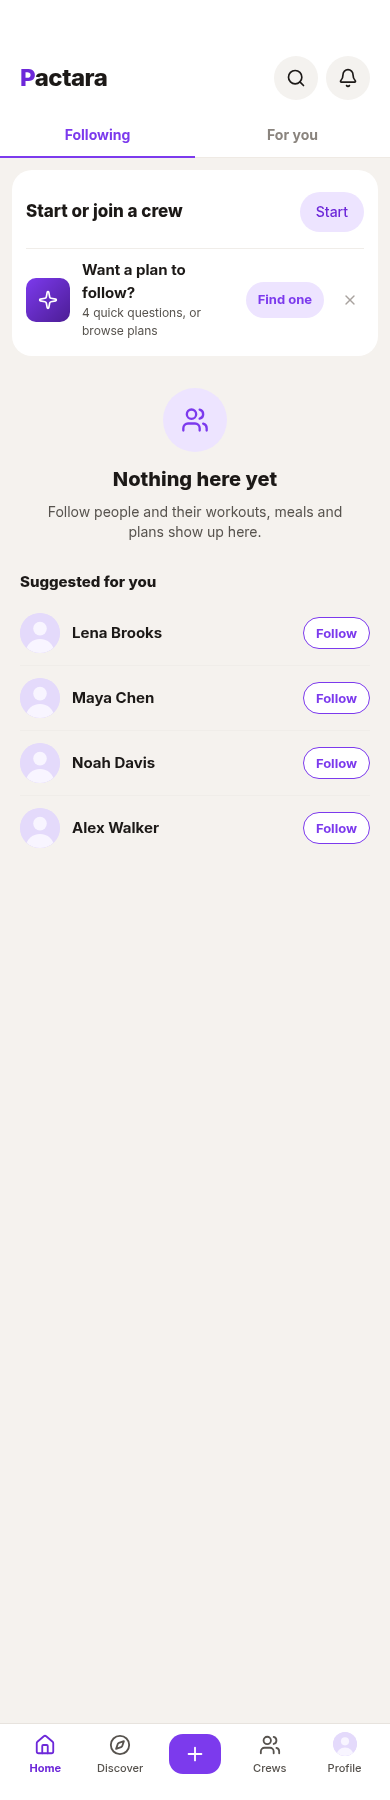 Pactara
Following
For you
Start or join a crew
Start
Want a plan to
follow?
4 quick questions, or
browse plans
Find one
Nothing here yet
Follow people and their workouts, meals and
plans show up here.
Suggested for you
Lena Brooks
Follow
Maya Chen
Follow
Noah Davis
Follow
Alex Walker
Follow
Home
Discover
Crews
Profile